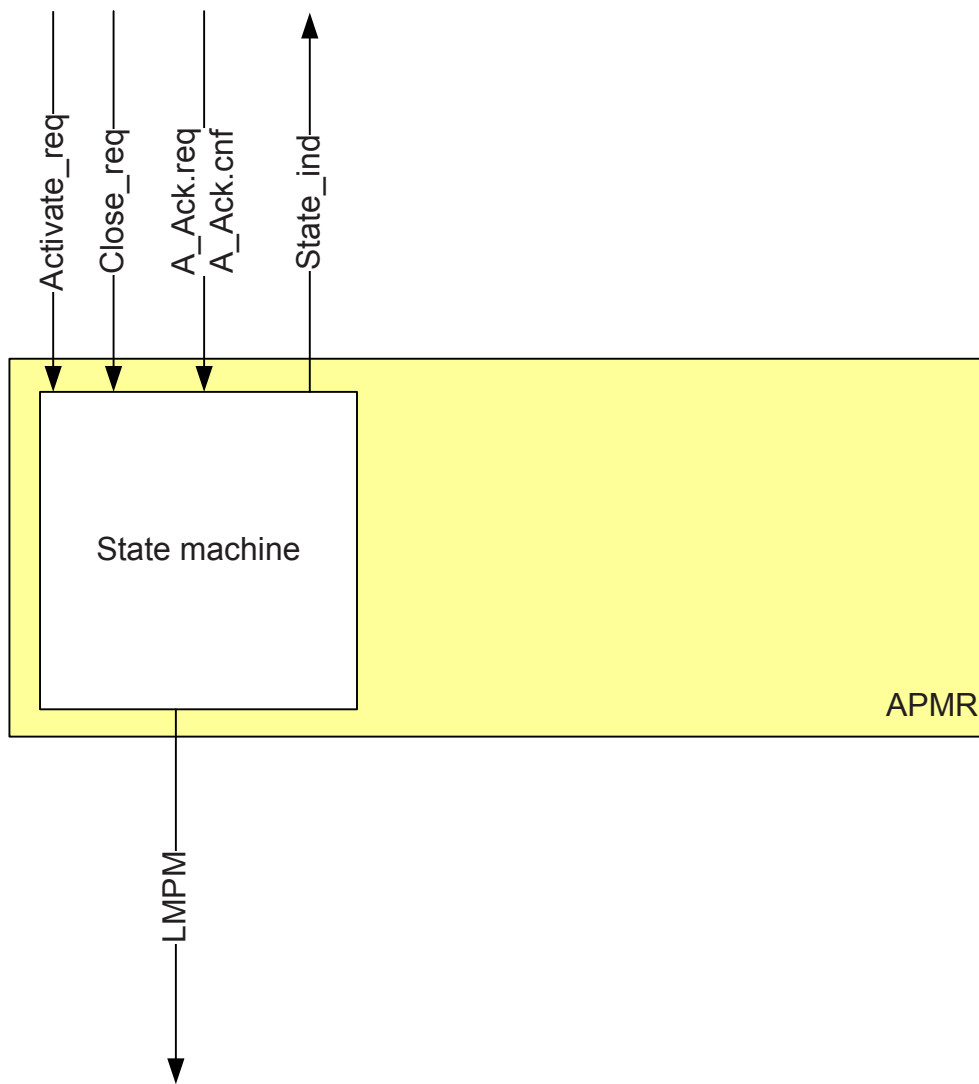 Activate_req
Close_req
A_Ack.req
A_Ack.cnf
State_ind
State machine
APMR
LMPM